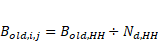 B_{old,i,j} = B_{old,HH} ÷ N_{d,HH}